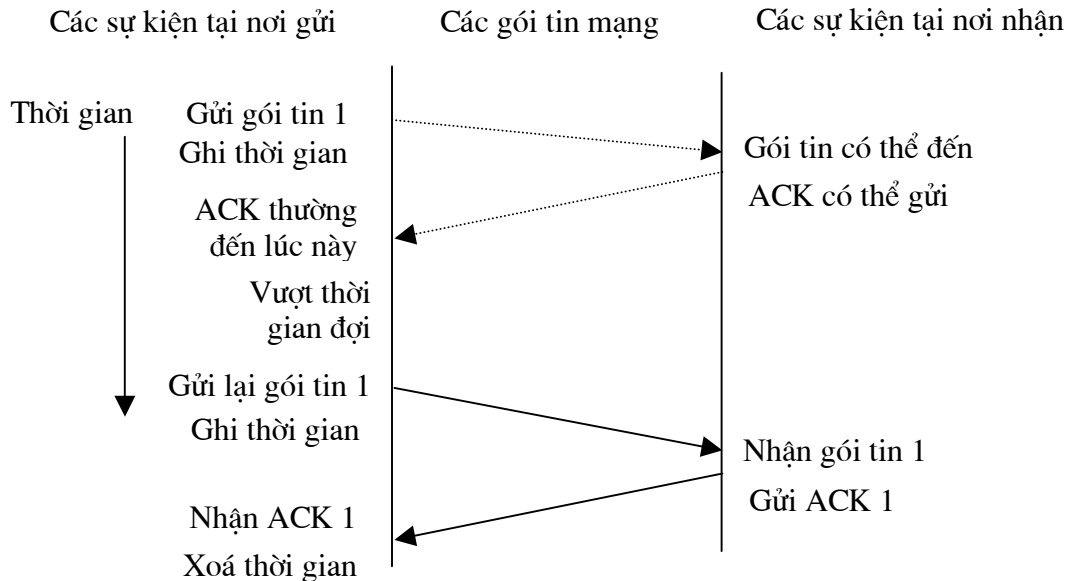 Các sự kiện tại nơi gửi
Các gói tin mạng
Các sự kiện tại nơi nhận
Thời gian
Gửi gói tin 1
Ghi thời gian
Gói tin có thể đến
ACK có thể gửi
ACK thường
đến lúc này
Vượt thời
gian đợi
Gửi lại gói tin 1
Ghi thời gian
Nhận gói tin 1
Gửi ACK 1
Nhận ACK 1
Xoá thời gian